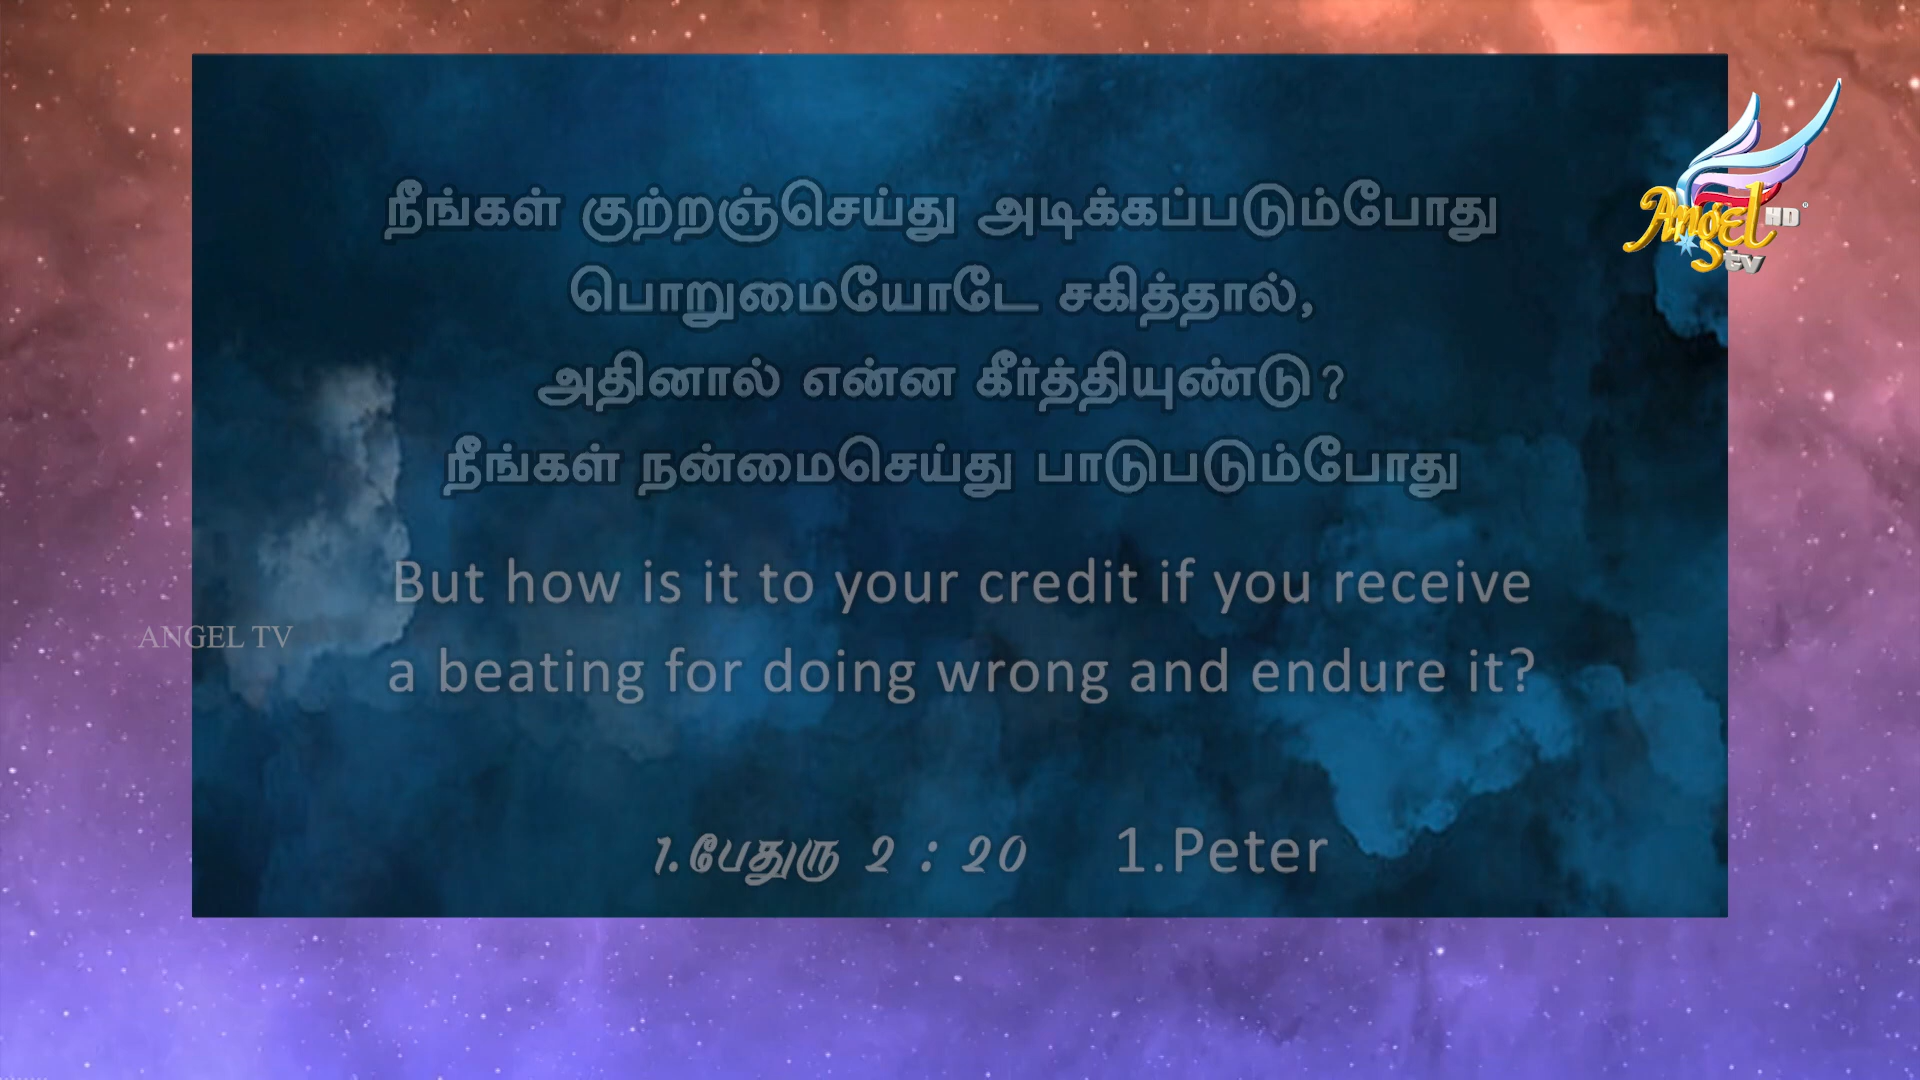 நீங்கள் குற்றஞ்செய்து அடிக்கப்படும்போது
பொறுமையோடே சகித்தால்,
அதினால் என்ன கீர்த்தியுண்டு?
நீங்கள் நன்மைசெய்து பாடுபடும்போது
But how is it to your credit if you receive
a beating for doing wrong and endure it?
1.பேதுரு 2 : 20 1.Peter
Angel HD
tv
ANGEL TV